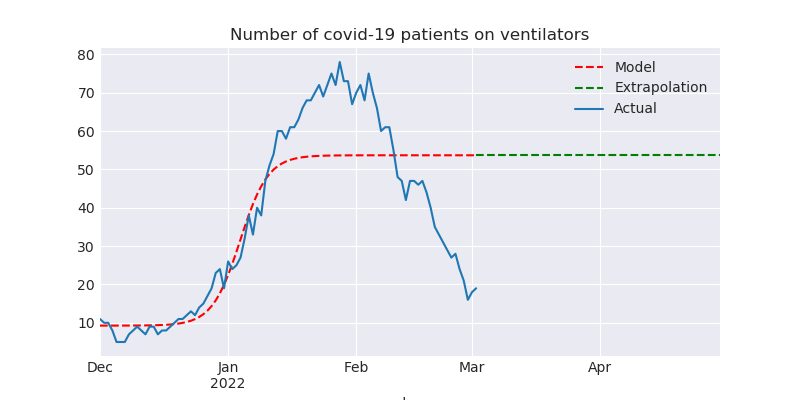 Number of covid-19 patients on ventilators
80
70
60
50
40
30
20
10
Model
Extrapolation
Actual
Dec
Jan
2022
Feb
Mar
Apr